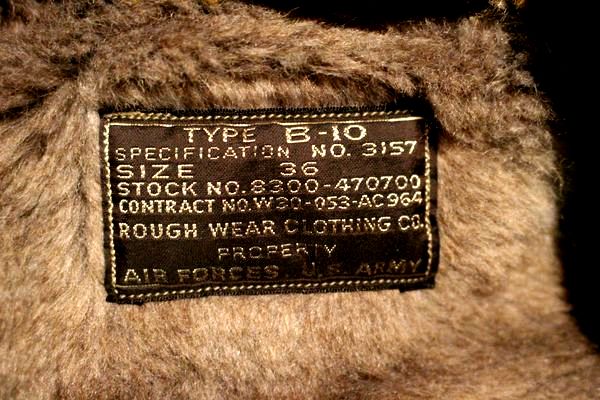 TYPE B-10
SPECIFICATION NO. 3157
SIZE 36
STOCK NO. 8300-470700
CONTRACT NO. W30-053-AC964
ROUGH WEAR CLOTHING CO.
PROPERTY
AIR FORCES, U.S. ARMY